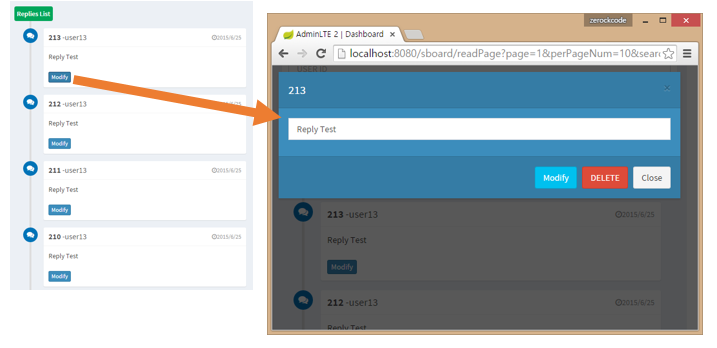 Replies List
213 -user13
2015/6/25
Reply Test
Modify
212 -user13
2015/6/25
Reply Test
Modify
211 -user13
2015/6/25
Reply Test
Modify
210 -user13
2015/6/25
Reply Test
Modify
zerockcode
AdminLTE 2 | Dashboard
localhost:8080/sboard/readPage?page=1&perPageNum=10&sear
USER ID
213
Reply Test
Modify
DELETE
Close
213 -user13
2015/6/25
Reply Test
Modify
212 -user13
2015/6/25
Reply Test